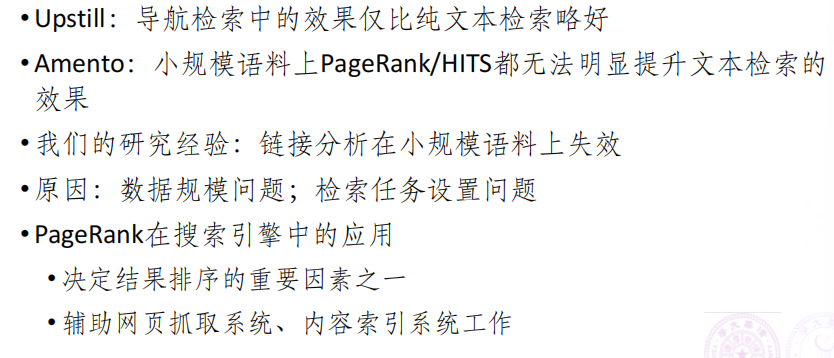 • Upstill：导航检索中的效果仅比纯文本检索略好
• Amento：小规模语料上PageRank/HITS都无法明显提升文本检索的
效果
• 我们的研究经验：链接分析在小规模语料上失效
• 原因：数据规模问题；检索任务设置问题
• PageRank在搜索引擎中的应用
• 决定结果排序的重要因素之一
• 辅助网页抓取系统、内容索引系统工作